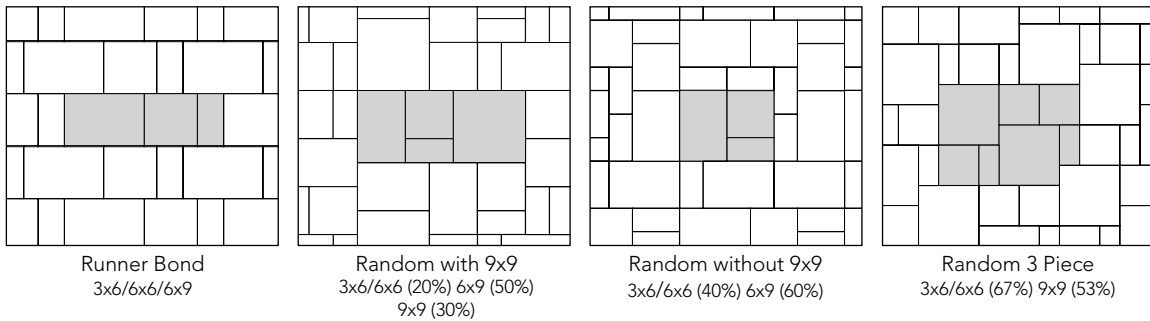 Runner Bond
3x6/6x6/6x9
Random with 9x9
3x6/6x6 (20%) 6x9 (50%)
9x9 (30%)
Random without 9x9
3x6/6x6 (40%) 6x9 (60%)
Random 3 Piece
3x6/6x6 (67%) 9x9 (53%)